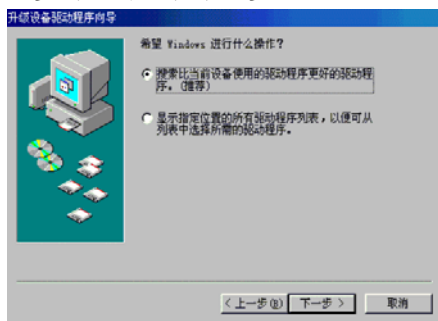 升级设备驱动程序向导
希望 Windows 进行什么操作？
搜索比当前设备使用的驱动程序更好的驱动程
序。(推荐)
显示指定位置的所有驱动程序列表，以便可从
列表中选择所需的驱动程序。
< 上一步(B) 下一步 > 取消